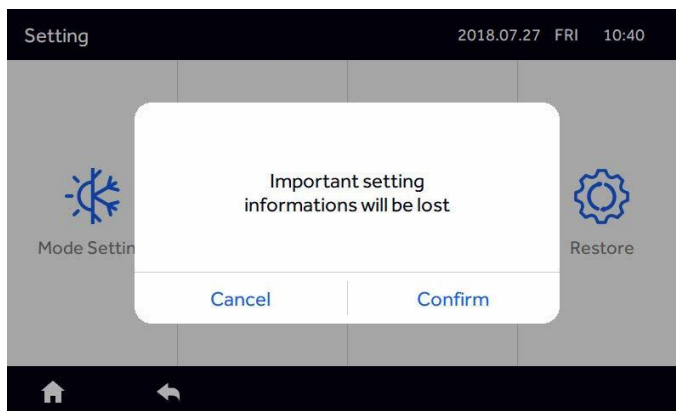 Setting
2018.07.27 FRI 10:40
Important setting
informations will be lost
Mode Settin
Restore
Cancel
Confirm